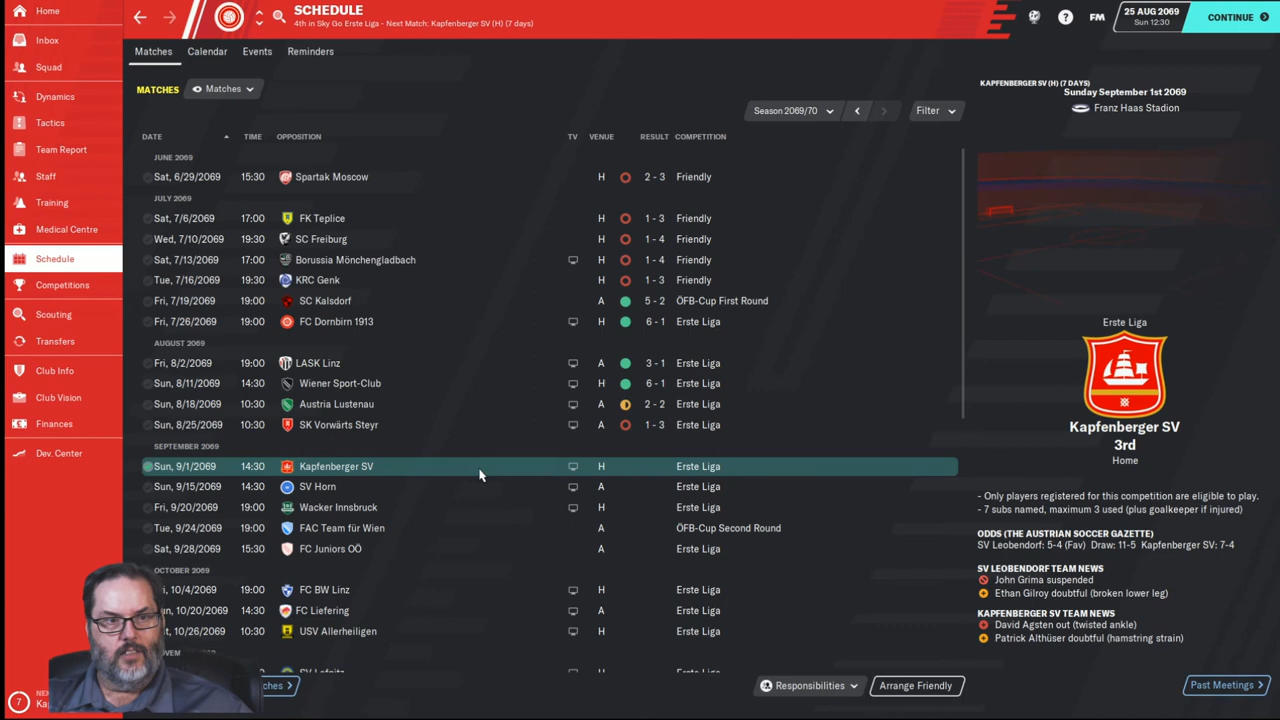 Home
SCHEDULE
4th in Sky Go Erste Liga - Next Match: Kapfenberger SV (H) (7 days)
FM
25 AUG 2069
Sun 12:30
CONTINUE
Inbox
Squad
Dynamics
Tactics
Team Report
Staff
Training
Medical Centre
Schedule
Competitions
Scouting
Transfers
Club Info
Club Vision
Finances
Dev. Center
Matches
Calendar
Events
Reminders
MATCHES
Matches
Season 2069/70
Filter
DATE TIME OPPOSITION TV VENUE RESULT COMPETITION
JUNE 2069
Sat, 6/29/2069 15:30 Spartak Moscow H 2 - 3 Friendly
JULY 2069
Sat, 7/6/2069 17:00 FK Teplice H 1 - 3 Friendly
Wed, 7/10/2069 19:30 SC Freiburg H 1 - 4 Friendly
Sat, 7/13/2069 17:00 Borussia Mönchengladbach H 1 - 4 Friendly
Tue, 7/16/2069 19:30 KRC Genk H 1 - 3 Friendly
Fri, 7/19/2069 19:00 SC Kalsdorf A 5 - 2 ÖFB-Cup First Round
Fri, 7/26/2069 19:00 FC Dornbirn 1913 H 6 - 1 Erste Liga
AUGUST 2069
Fri, 8/2/2069 19:00 LASK Linz A 3 - 1 Erste Liga
Sun, 8/11/2069 14:30 Wiener Sport-Club H 6 - 1 Erste Liga
Sun, 8/18/2069 10:30 Austria Lustenau A 2 - 2 Erste Liga
Sun, 8/25/2069 10:30 SK Vorwärts Steyr A 1 - 3 Erste Liga
SEPTEMBER 2069
Sun, 9/1/2069 14:30 Kapfenberger SV H Erste Liga
Sun, 9/15/2069 14:30 SV Horn A Erste Liga
Fri, 9/20/2069 19:00 Wacker Innsbruck H Erste Liga
Tue, 9/24/2069 19:00 FAC Team für Wien A ÖFB-Cup Second Round
Sat, 9/28/2069 15:30 FC Juniors OÖ A Erste Liga
OCTOBER 2069
Fri, 10/4/2069 19:00 FC BW Linz H Erste Liga
Sun, 10/20/2069 14:30 FC Liefering A Erste Liga
Sat, 10/26/2069 10:30 USV Allerheiligen H Erste Liga
KAPFENBERGER SV (H) (7 DAYS)
Sunday September 1st 2069
Franz Haas Stadion
Erste Liga
Kapfenberger SV
3rd
Home
- Only players registered for this competition are eligible to play.
- 7 subs named, maximum 3 used (plus goalkeeper if injured)
ODDS (THE AUSTRIAN SOCCER GAZETTE)
SV Leobendorf: 5-4 (Fav) Draw: 11-5 Kapfenberger SV: 7-4
SV LEOBENDORF TEAM NEWS
John Grima suspended
Ethan Gilroy doubtful (broken lower leg)
KAPFENBERGER SV TEAM NEWS
David Agsten out (twisted ankle)
Patrick Althüser doubtful (hamstring strain)
7
Responsibilities
Arrange Friendly
Past Meetings